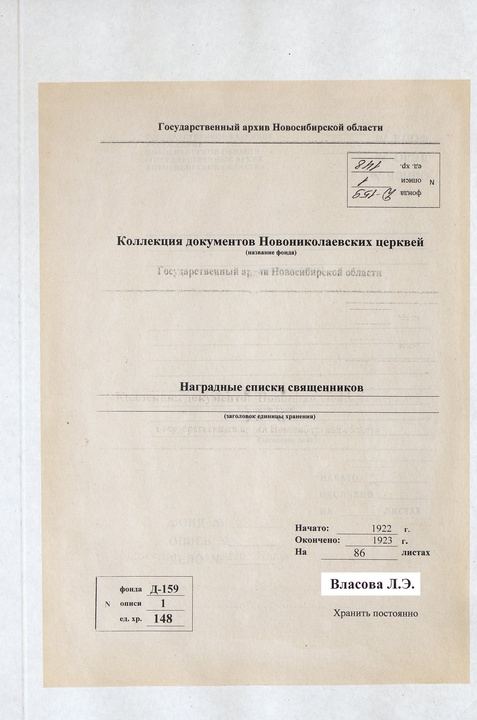 Государственный архив Новосибирской области
N
фонда Д-159
описи 1
ед. хр. 148
Коллекция документов Новониколаевских церквей
(название фонда)
Государственный архив Новосибирской области
Наградные списки священников
(заголовок единицы хранения)
Начато: 1922 г.
Окончено: 1923 г.
На 86 листах
Власова Л.Э.
Хранить постоянно
N
фонда Д-159
описи 1
ед. хр. 148